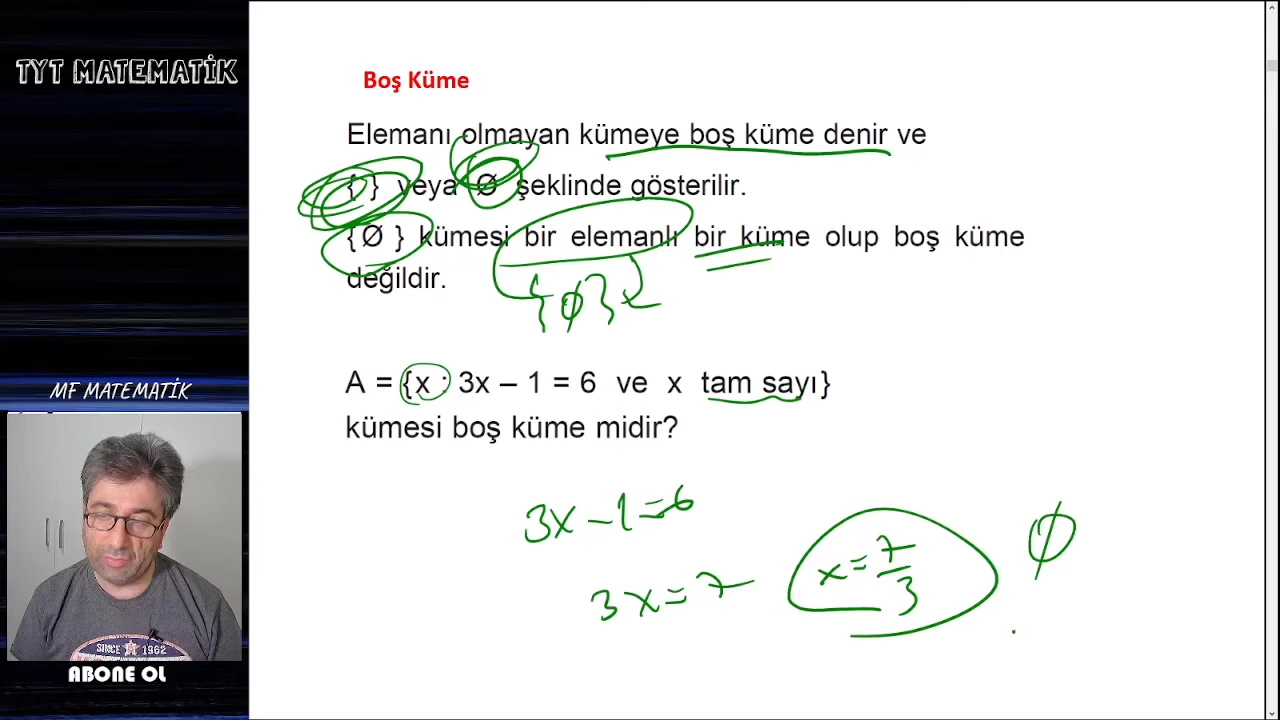 TYT MATEMATİK
Boş Küme
Elemanı olmayan kümeye boş küme denir ve
{ } veya Ø şeklinde gösterilir.
{ Ø } kümesi bir elemanlı bir küme olup boş küme
değildir.
{Ø}
A = {x : 3x – 1 = 6 ve x tam sayı}
kümesi boş küme midir?
MF MATEMATİK
3x – 1 = 6
3x = 7
x = 7/3
Ø
SINCE 1962
ABONE OL